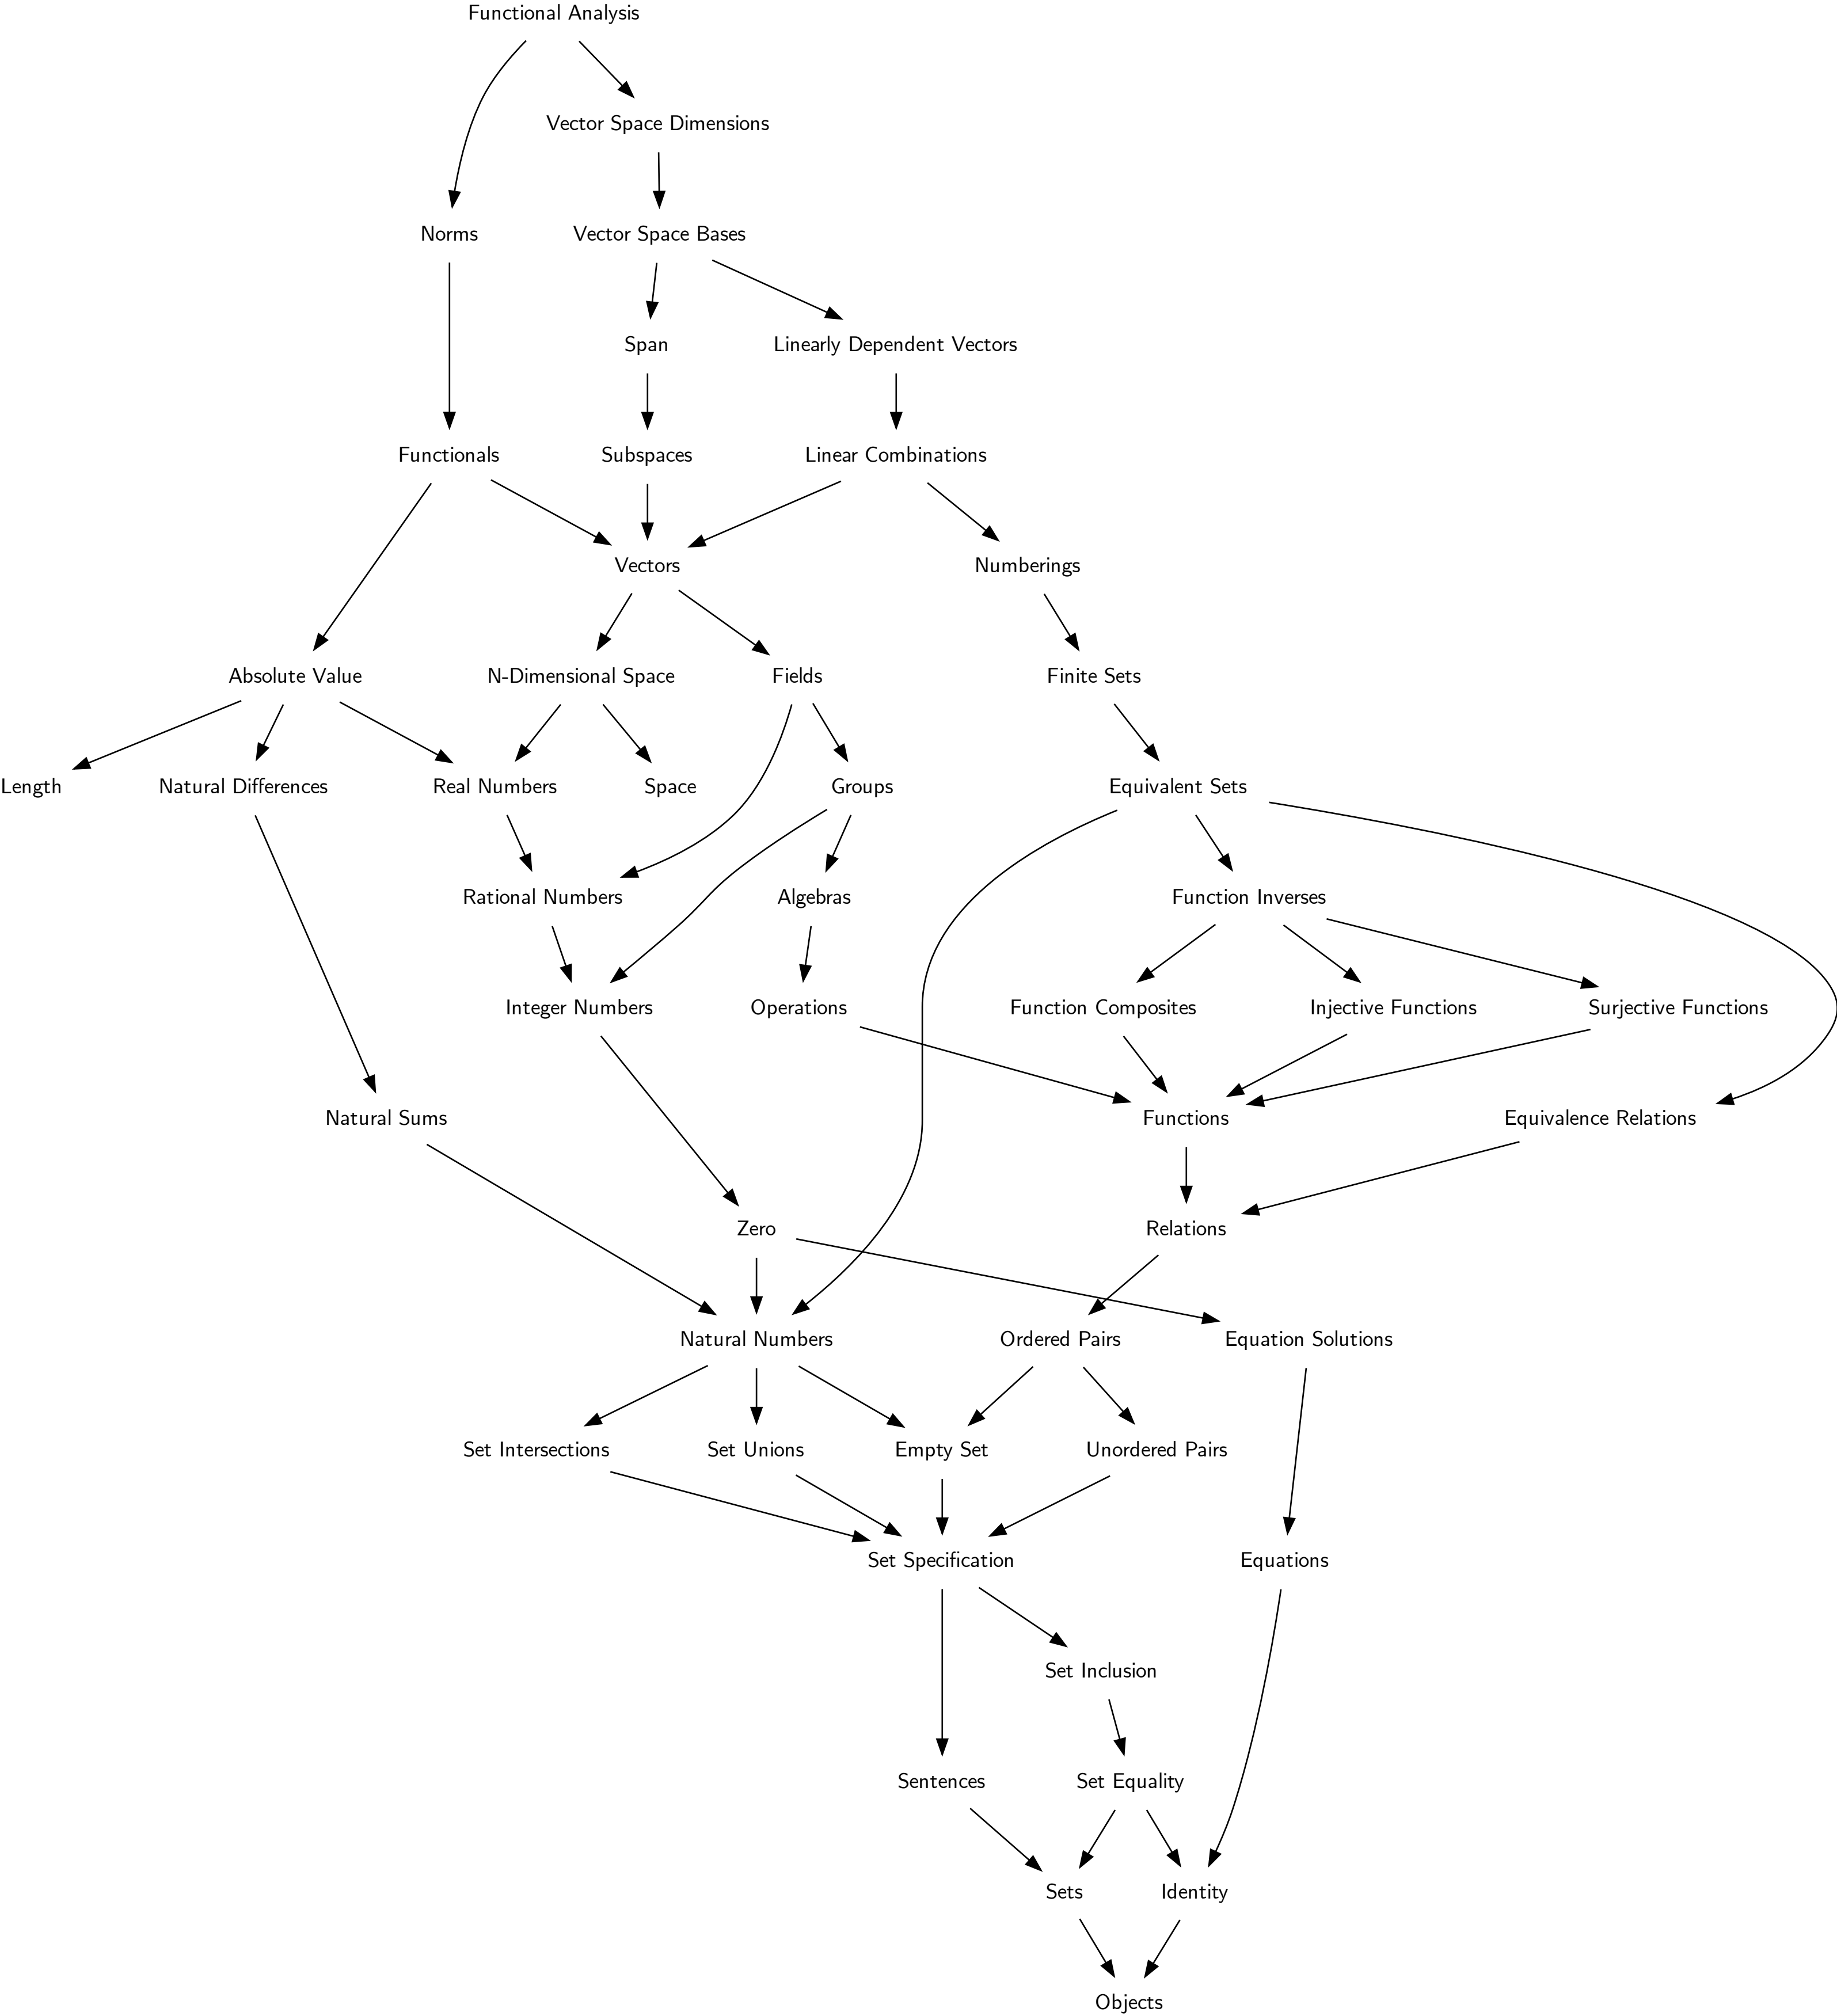 Functional Analysis
Vector Space Dimensions
Norms
Vector Space Bases
Span
Linearly Dependent Vectors
Functionals
Subspaces
Linear Combinations
Vectors
Numberings
Absolute Value
N-Dimensional Space
Fields
Finite Sets
Length
Natural Differences
Real Numbers
Space
Groups
Equivalent Sets
Rational Numbers
Algebras
Function Inverses
Integer Numbers
Operations
Function Composites
Injective Functions
Surjective Functions
Natural Sums
Functions
Equivalence Relations
Zero
Relations
Natural Numbers
Ordered Pairs
Equation Solutions
Set Intersections
Set Unions
Empty Set
Unordered Pairs
Set Specification
Equations
Set Inclusion
Sentences
Set Equality
Sets
Identity
Objects